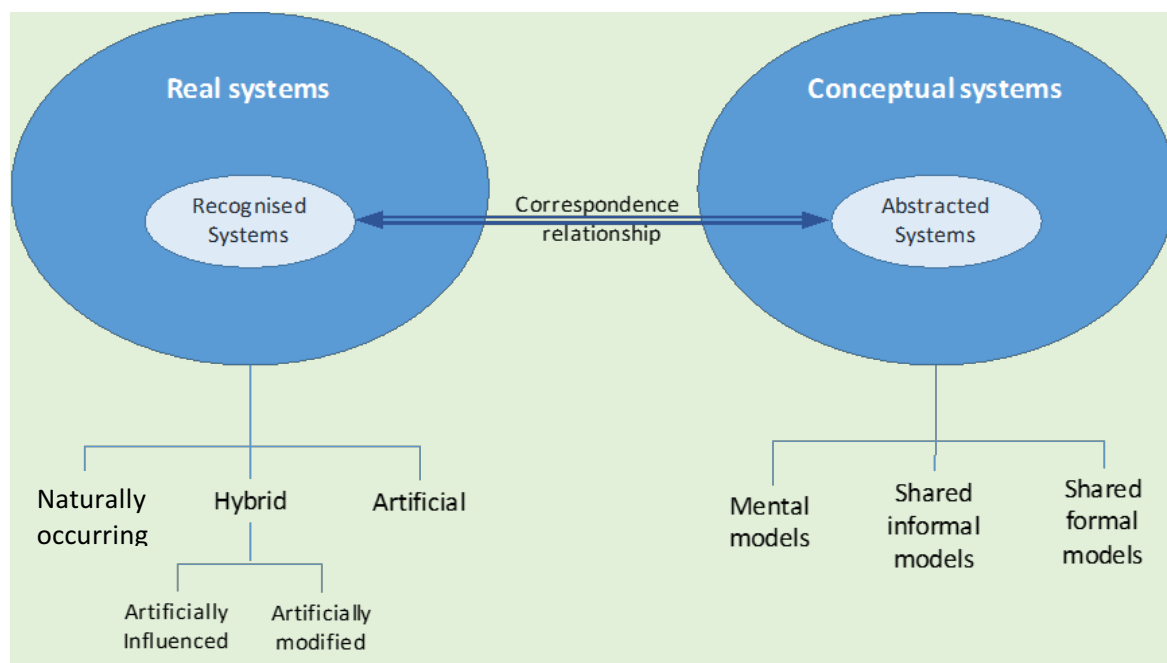 Real systems
Conceptual systems
Recognised
Systems
Correspondence
relationship
Abstracted
Systems
Naturally
occurring
Hybrid
Artificial
Artificially
Influenced
Artificially
modified
Mental
models
Shared
informal
models
Shared
formal
models